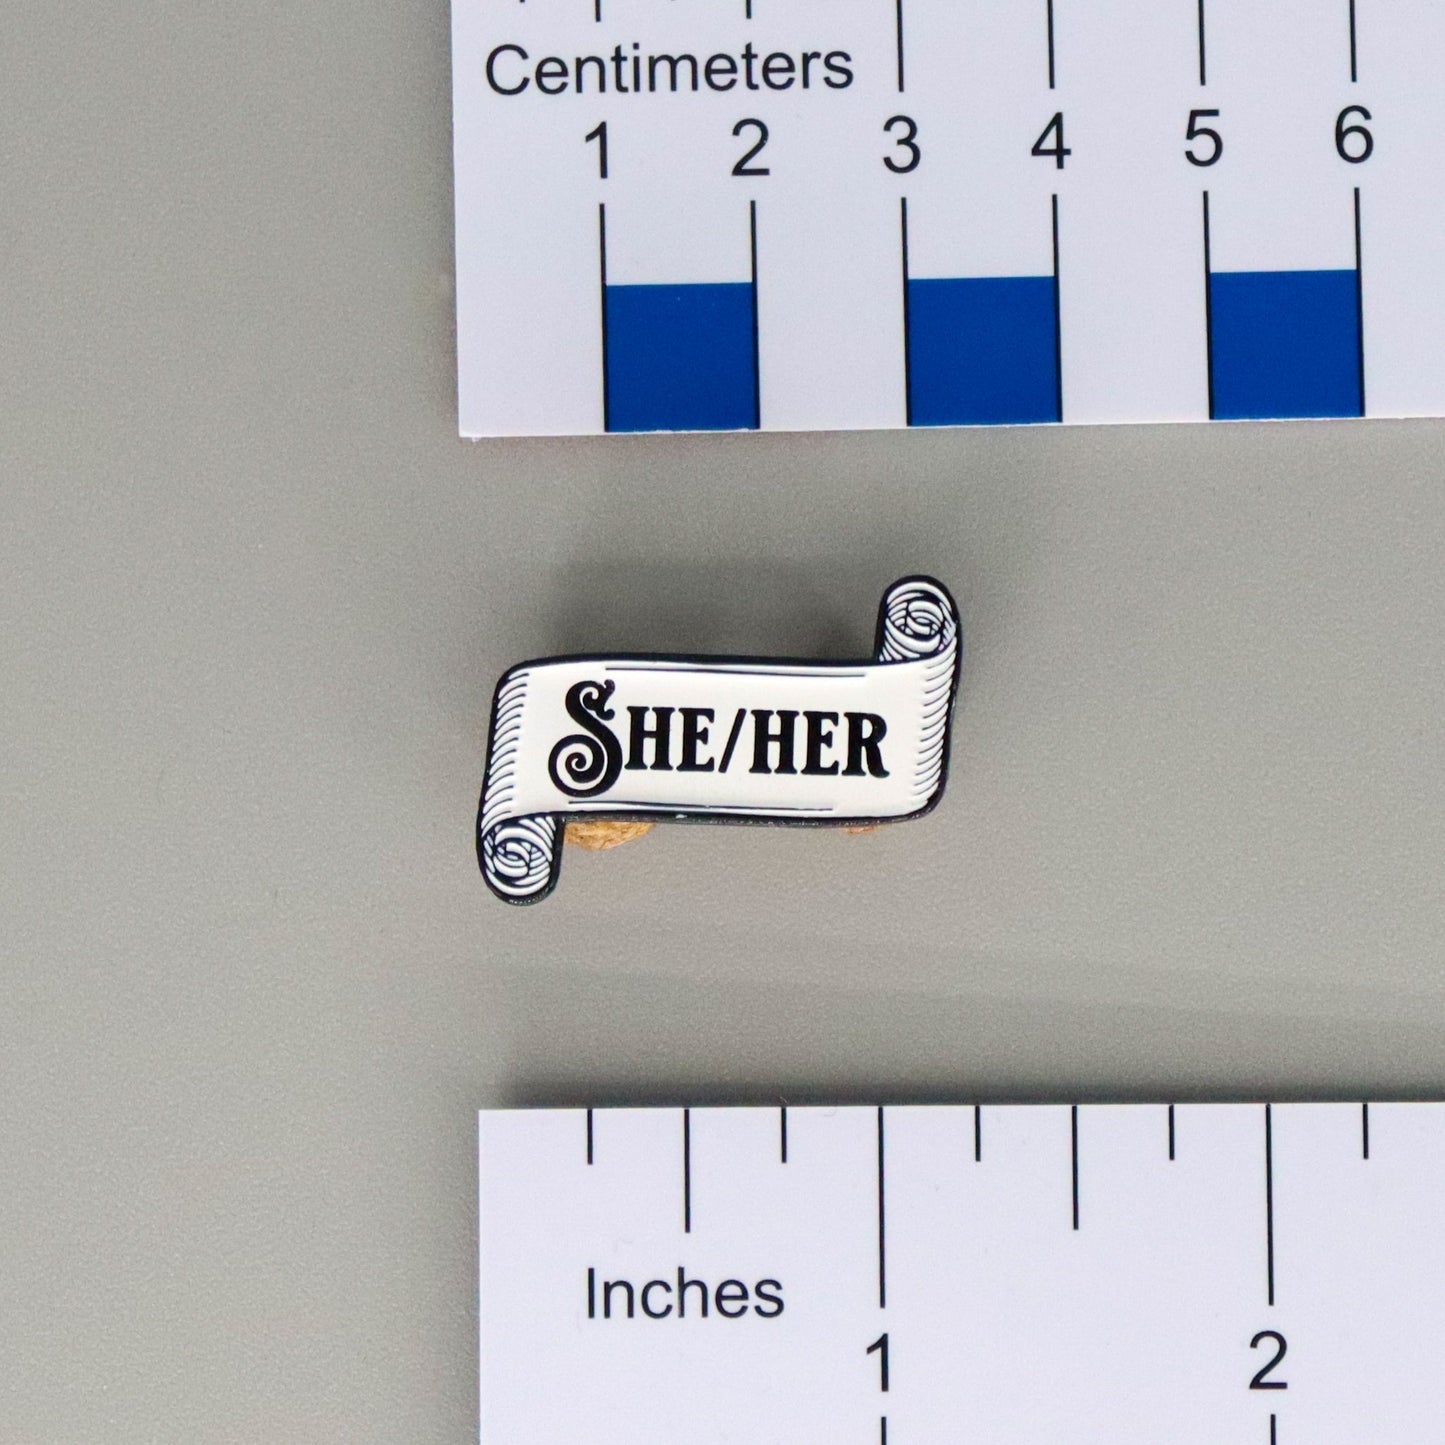 Centimeters
1 2 3 4 5 6
SHE/HER
Inches
1 2